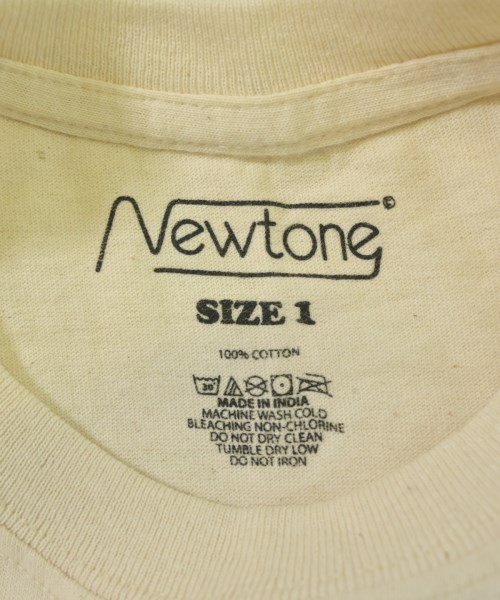 Newtone©
SIZE 1
100% COTTON
30
MADE IN INDIA
MACHINE WASH COLD
BLEACHING NON-CHLORINE
DO NOT DRY CLEAN
TUMBLE DRY LOW
DO NOT IRON